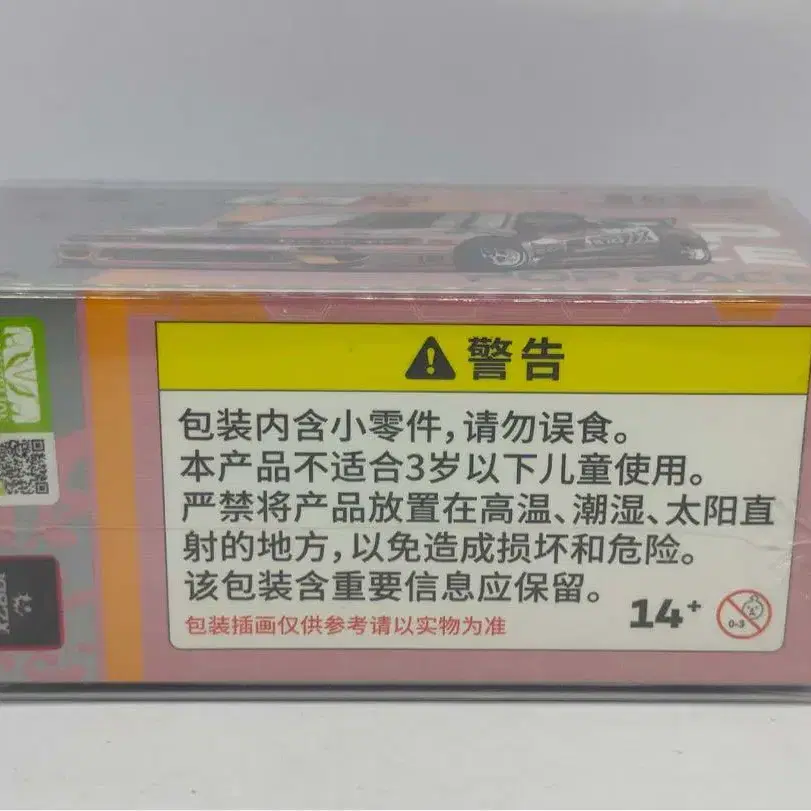 警告
包装内含小零件，请勿误食。
本产品不适合3岁以下儿童使用。
严禁将产品放置在高温、潮湿、太阳直
射的地方，以免造成损坏和危险。
该包装含重要信息应保留。
14+
0-3
包装插画仅供参考请以实物为准